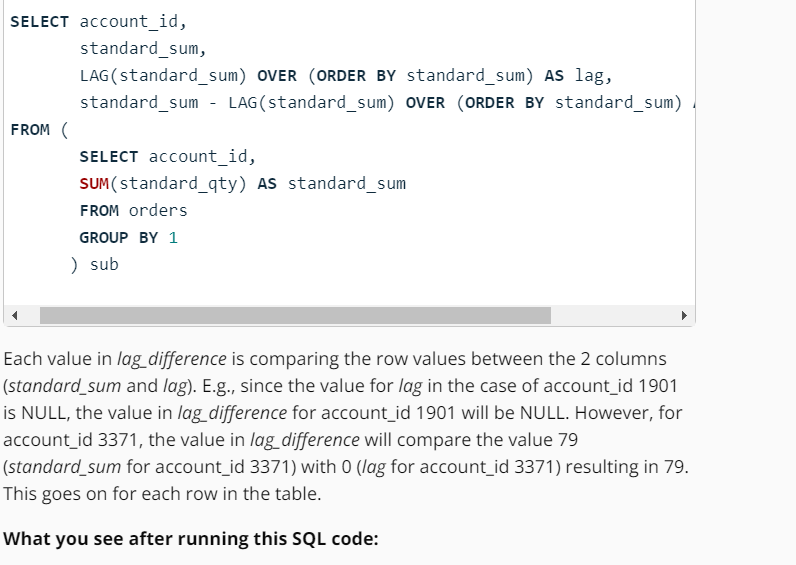 SELECT account_id,
standard_sum,
LAG(standard_sum) OVER (ORDER BY standard_sum) AS lag,
standard_sum - LAG(standard_sum) OVER (ORDER BY standard_sum)
FROM (
SELECT account_id,
SUM(standard_qty) AS standard_sum
FROM orders
GROUP BY 1
) sub
Each value in lag_difference is comparing the row values between the 2 columns
(standard_sum and lag). E.g., since the value for lag in the case of account_id 1901
is NULL, the value in lag_difference for account_id 1901 will be NULL. However, for
account_id 3371, the value in lag_difference will compare the value 79
(standard_sum for account_id 3371) with 0 (lag for account_id 3371) resulting in 79.
This goes on for each row in the table.
What you see after running this SQL code: